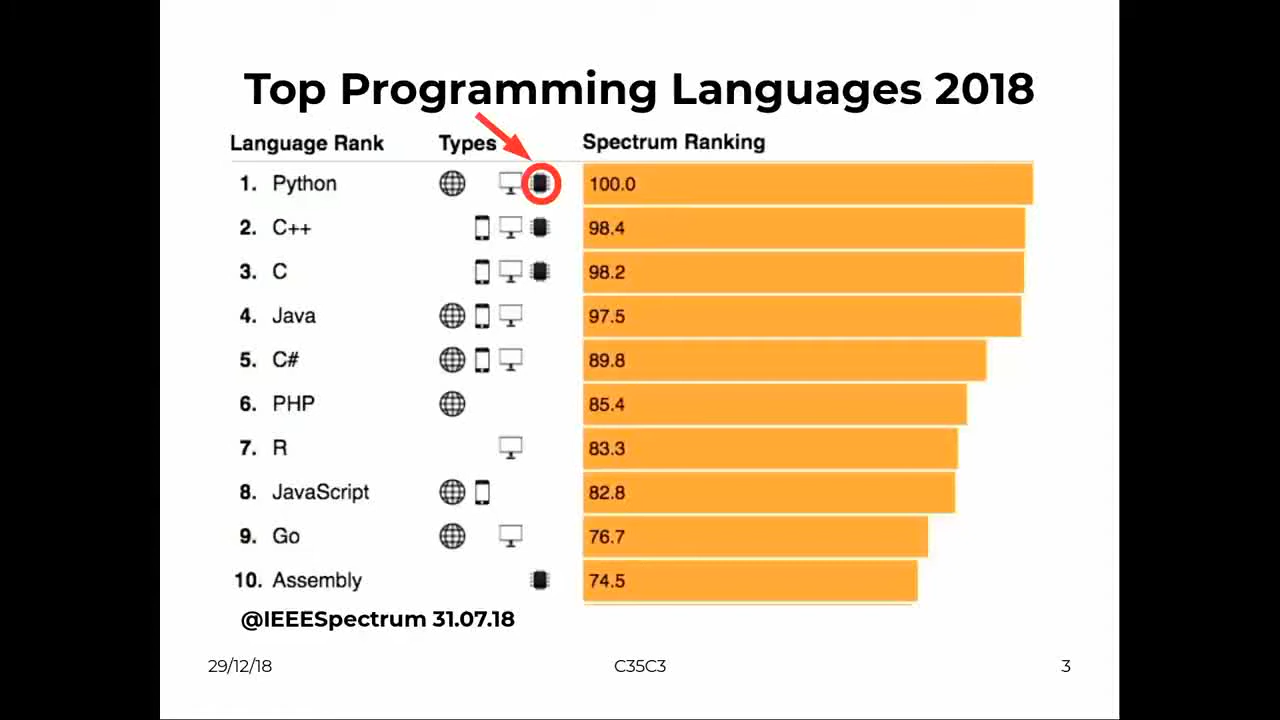 Top Programming Languages 2018
Language Rank Types Spectrum Ranking
1. Python 100.0
2. C++ 98.4
3. C 98.2
4. Java 97.5
5. C# 89.8
6. PHP 85.4
7. R 83.3
8. JavaScript 82.8
9. Go 76.7
10. Assembly 74.5
@IEEESpectrum 31.07.18
29/12/18 C35C3 3